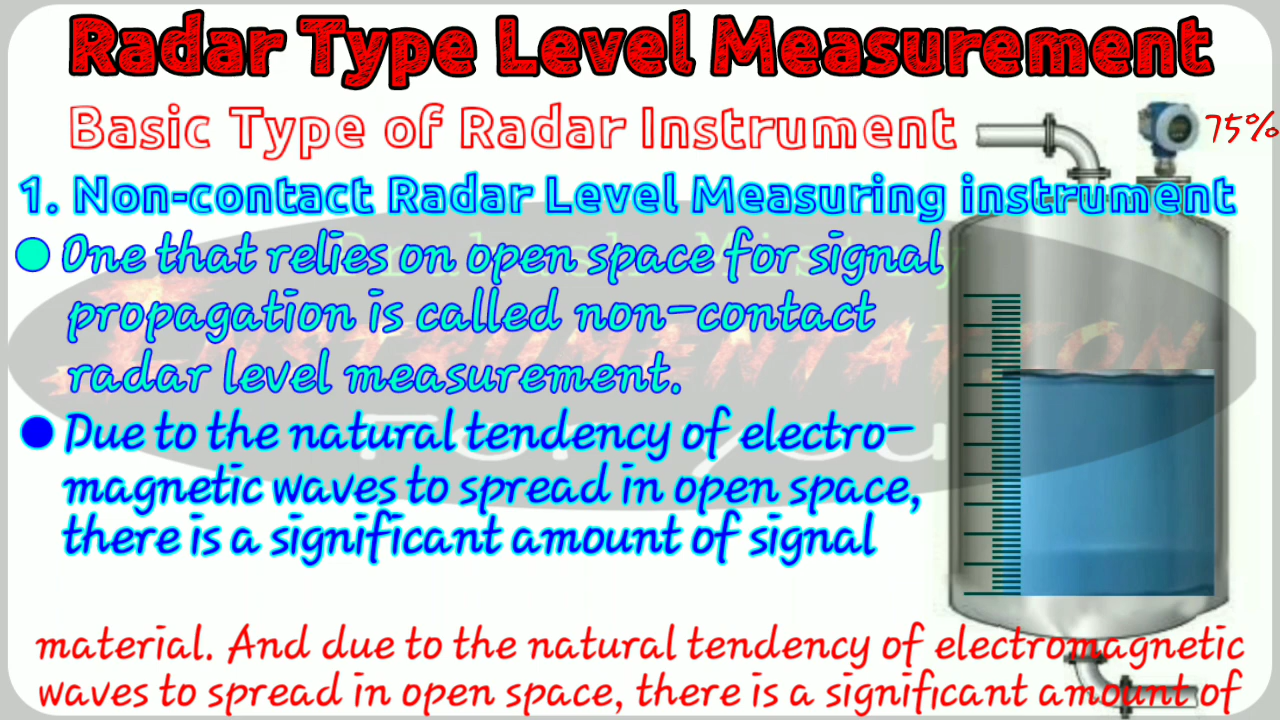 Radar Type Level Measurement
Basic Type of Radar Instrument
75%
1. Non-contact Radar Level Measuring instrument
One that relies on open space for signal
propagation is called non-contact
radar level measurement.
Due to the natural tendency of electro-
magnetic waves to spread in open space,
there is a significant amount of signal
Instrumentation
For you
material. And due to the natural tendency of electromagnetic
waves to spread in open space, there is a significant amount of